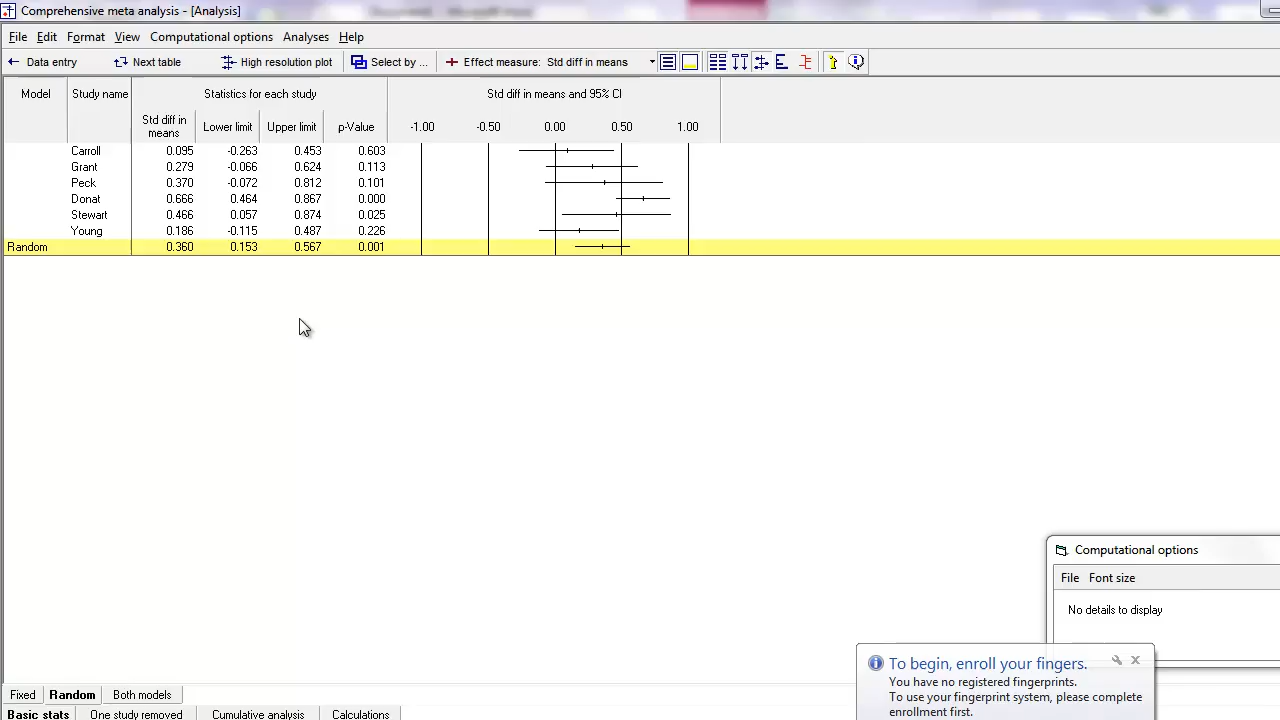 Comprehensive meta analysis - [Analysis]
File Edit Format View Computational options Analyses Help
Data entry Next table High resolution plot Select by ... Effect measure: Std diff in means
Model Study name Statistics for each study Std diff in means and 95% CI
Std diff in means Lower limit Upper limit p-Value -1.00 -0.50 0.00 0.50 1.00
Carroll 0.095 -0.263 0.453 0.603
Grant 0.279 -0.066 0.624 0.113
Peck 0.370 -0.072 0.812 0.101
Donat 0.666 0.464 0.867 0.000
Stewart 0.466 0.057 0.874 0.025
Young 0.186 -0.115 0.487 0.226
Random 0.360 0.153 0.567 0.001
Computational options
File Font size
No details to display
To begin, enroll your fingers.
You have no registered fingerprints.
To use your fingerprint system, please complete
enrollment first.
Fixed Random Both models
Basic stats One study removed Cumulative analysis Calculations